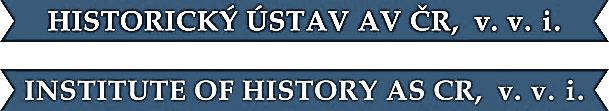 HISTORICKÝ ÚSTAV AV ČR, v. v. i.
INSTITUTE OF HISTORY AS CR, v. v. i.